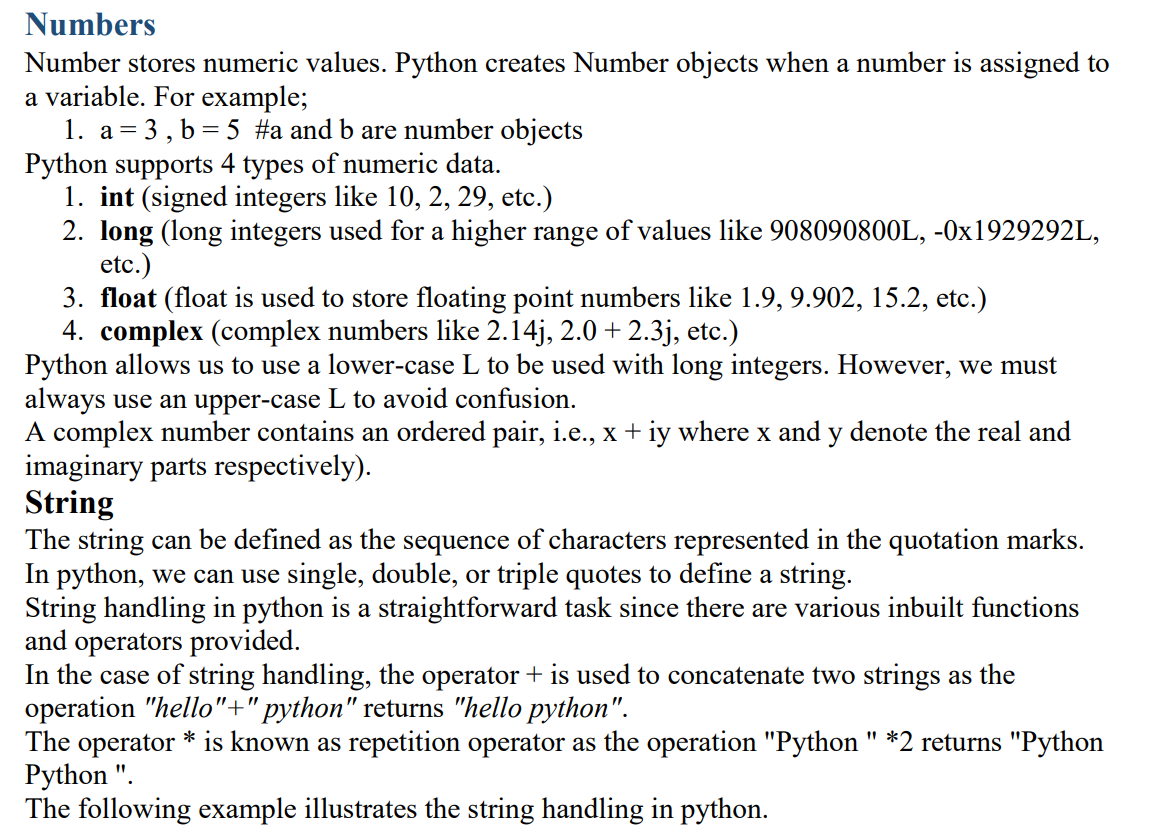 Numbers
Number stores numeric values. Python creates Number objects when a number is assigned to
a variable. For example;
1. a = 3 , b = 5 #a and b are number objects
Python supports 4 types of numeric data.
1. int (signed integers like 10, 2, 29, etc.)
2. long (long integers used for a higher range of values like 908090800L, -0x1929292L,
etc.)
3. float (float is used to store floating point numbers like 1.9, 9.902, 15.2, etc.)
4. complex (complex numbers like 2.14j, 2.0 + 2.3j, etc.)
Python allows us to use a lower-case L to be used with long integers. However, we must
always use an upper-case L to avoid confusion.
A complex number contains an ordered pair, i.e., x + iy where x and y denote the real and
imaginary parts respectively).
String
The string can be defined as the sequence of characters represented in the quotation marks.
In python, we can use single, double, or triple quotes to define a string.
String handling in python is a straightforward task since there are various inbuilt functions
and operators provided.
In the case of string handling, the operator + is used to concatenate two strings as the
operation "hello"+" python" returns "hello python".
The operator * is known as repetition operator as the operation "Python " *2 returns "Python
Python ".
The following example illustrates the string handling in python.